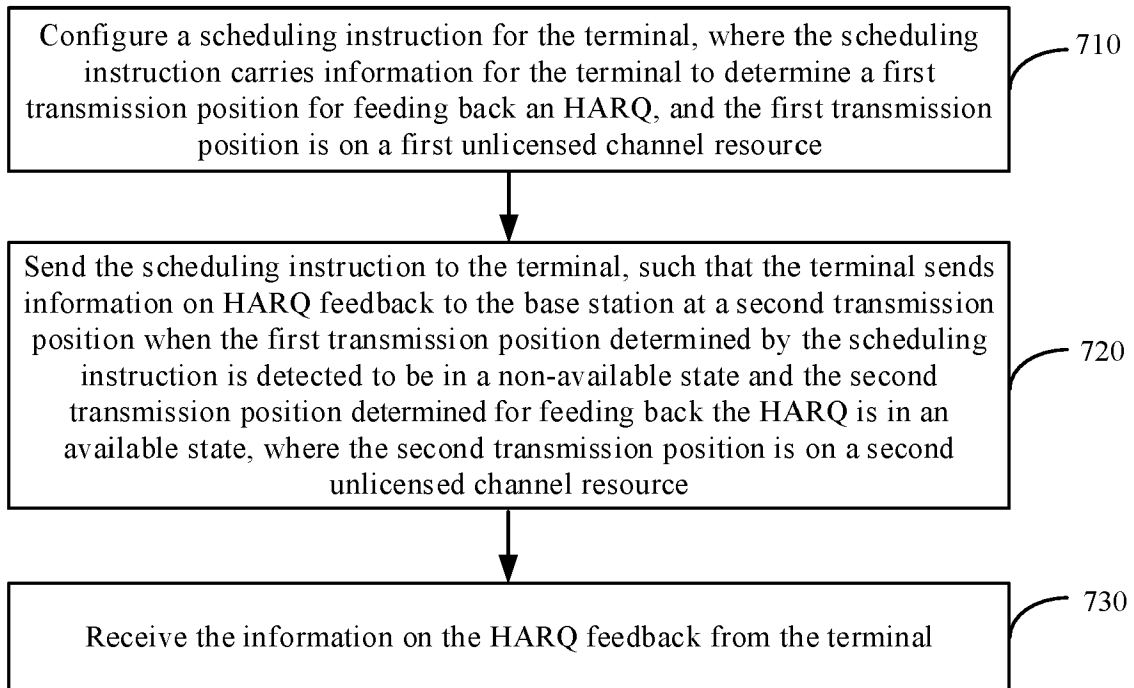 Configure a scheduling instruction for the terminal, where the scheduling
instruction carries information for the terminal to determine a first
transmission position for feeding back an HARQ, and the first transmission
position is on a first unlicensed channel resource
710
Send the scheduling instruction to the terminal, such that the terminal sends
information on HARQ feedback to the base station at a second transmission
position when the first transmission position determined by the scheduling
instruction is detected to be in a non-available state and the second
transmission position determined for feeding back the HARQ is in an
available state, where the second transmission position is on a second
unlicensed channel resource
720
Receive the information on the HARQ feedback from the terminal
730